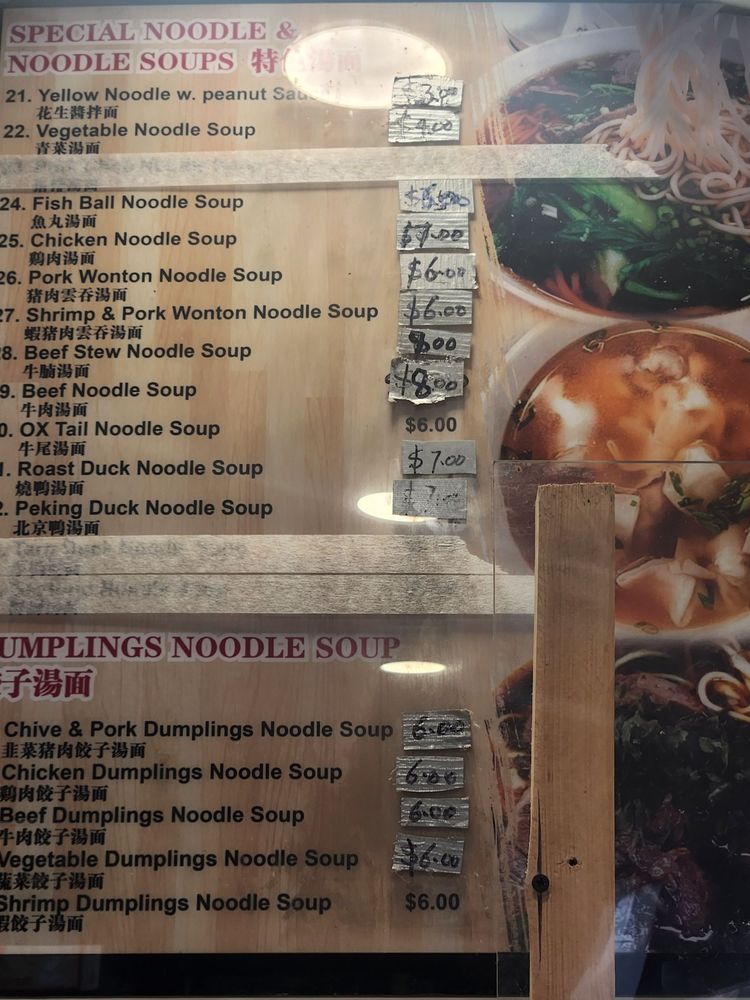 SPECIAL NOODLE &
NOODLE SOUPS 特色湯面
21. Yellow Noodle w. peanut
花生醬拌面
22. Vegetable Noodle Soup $4.00
青菜湯面
24. Fish Ball Noodle Soup
魚丸湯面
25. Chicken Noodle Soup
鷄肉湯面
26. Pork Wonton Noodle Soup $6.00
猪肉雲吞湯面
27. Shrimp & Pork Wonton Noodle Soup $6.00
蝦猪肉雲吞湯面
28. Beef Stew Noodle Soup 8.00
牛腩湯面
9. Beef Noodle Soup $8.00
牛肉湯面
0. OX Tail Noodle Soup $6.00
牛尾湯面
1. Roast Duck Noodle Soup $7.00
燒鴨湯面
2. Peking Duck Noodle Soup $7.00
北京鴨湯面
UMPLINGS NOODLE SOUP
子湯面
Chive & Pork Dumplings Noodle Soup 6.00
韭菜猪肉餃子湯面
Chicken Dumplings Noodle Soup 6.00
鷄肉餃子湯面
Beef Dumplings Noodle Soup 6.00
牛肉餃子湯面
Vegetable Dumplings Noodle Soup $6.00
蔬菜餃子湯面
Shrimp Dumplings Noodle Soup $6.00
蝦餃子湯面